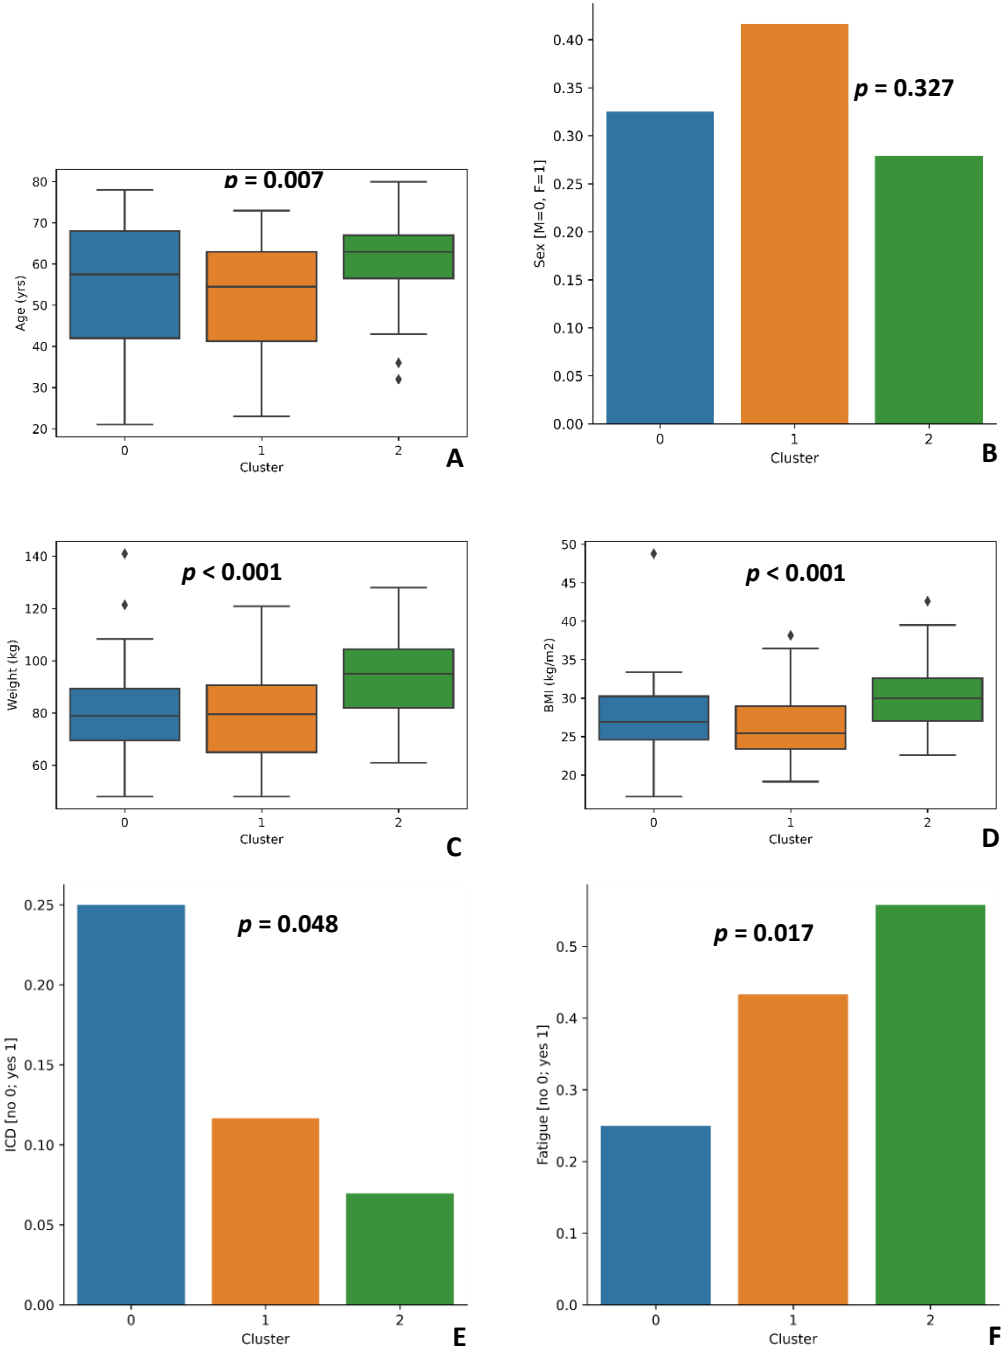 p = 0.007
80
70
60
50
40
30
20
Age (yrs)
0
1
2
Cluster
A
0.40
0.35
0.30
0.25
0.20
0.15
0.10
0.05
0.00
Sex [M=0, F=1]
p = 0.327
0
1
2
Cluster
B
140
120
100
80
60
Weight (kg)
p < 0.001
0
1
2
Cluster
C
50
45
40
35
30
25
20
BMI (kg/m2)
p < 0.001
0
1
2
Cluster
D
0.25
0.20
0.15
0.10
0.05
0.00
ICD [no 0; yes 1]
p = 0.048
0
1
2
Cluster
E
0.5
0.4
0.3
0.2
0.1
0.0
Fatigue [no 0; yes 1]
p = 0.017
0
1
2
Cluster
F